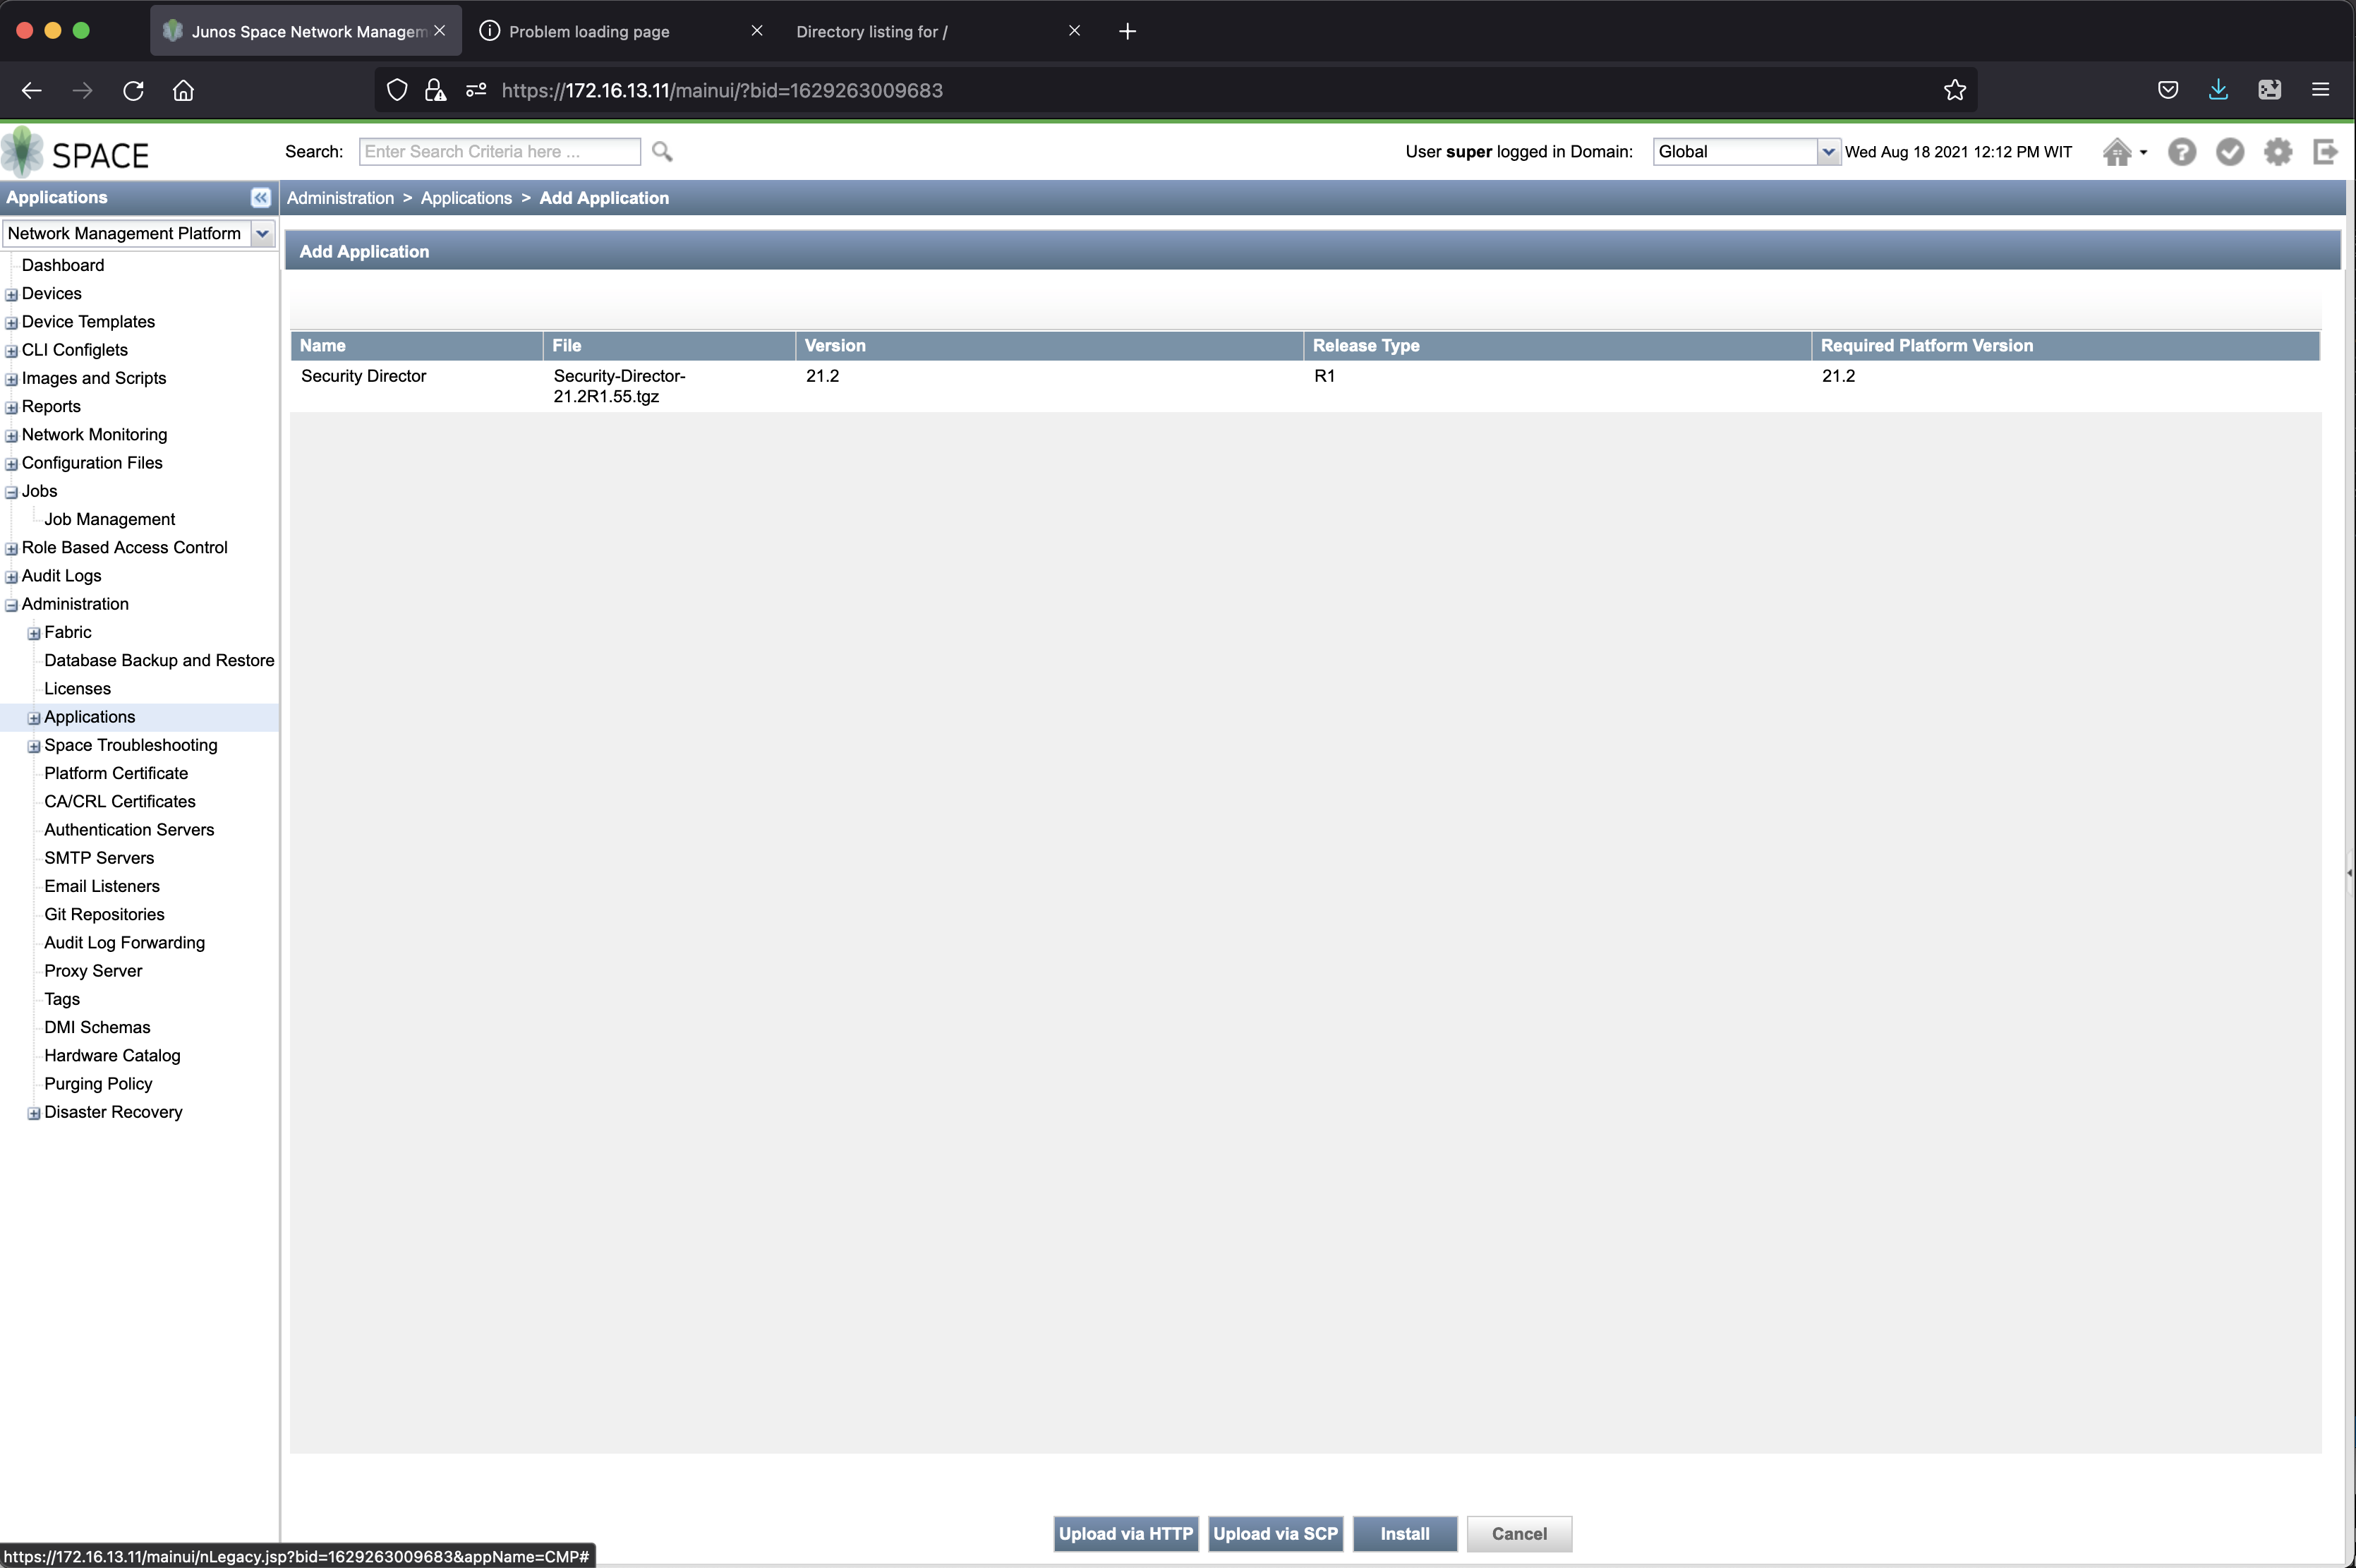 Junos Space Network Managem
Problem loading page
Directory listing for /
https://172.16.13.11/mainui/?bid=1629263009683
SPACE
Search: Enter Search Criteria here ...
User super logged in Domain: Global Wed Aug 18 2021 12:12 PM WIT
Applications
Administration > Applications > Add Application
Network Management Platform
Dashboard
Devices
Device Templates
CLI Configlets
Images and Scripts
Reports
Network Monitoring
Configuration Files
Jobs
Job Management
Role Based Access Control
Audit Logs
Administration
Fabric
Database Backup and Restore
Licenses
Applications
Space Troubleshooting
Platform Certificate
CA/CRL Certificates
Authentication Servers
SMTP Servers
Email Listeners
Git Repositories
Audit Log Forwarding
Proxy Server
Tags
DMI Schemas
Hardware Catalog
Purging Policy
Disaster Recovery
Add Application
Name File Version Release Type Required Platform Version
Security Director Security-Director- 21.2 R1 21.2
21.2R1.55.tgz
Upload via HTTP Upload via SCP Install Cancel
https://172.16.13.11/mainui/nLegacy.jsp?bid=1629263009683&appName=CMP#